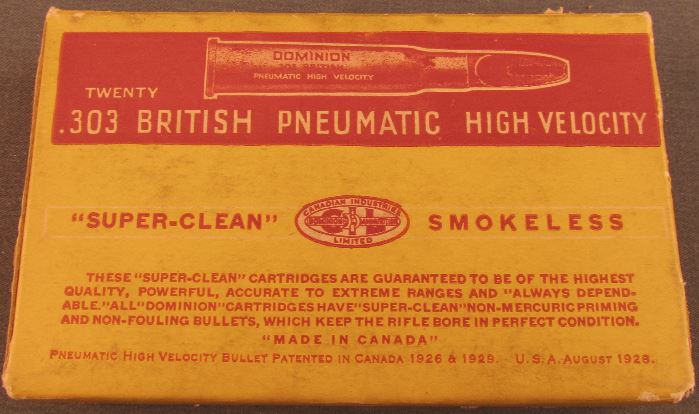 DOMINION
.303 BRITISH
PNEUMATIC HIGH VELOCITY
TWENTY
.303 BRITISH PNEUMATIC HIGH VELOCITY
"SUPER-CLEAN"
CANADIAN INDUSTRIES
LIMITED
SMOKELESS
THESE "SUPER-CLEAN" CARTRIDGES ARE GUARANTEED TO BE OF THE HIGHEST
QUALITY, POWERFUL, ACCURATE TO EXTREME RANGES AND "ALWAYS DEPEND-
ABLE." ALL "DOMINION" CARTRIDGES HAVE "SUPER-CLEAN" NON-MERCURIC PRIMING
AND NON-FOULING BULLETS, WHICH KEEP THE RIFLE BORE IN PERFECT CONDITION.
"MADE IN CANADA"
PNEUMATIC HIGH VELOCITY BULLET PATENTED IN CANADA 1926 & 1929. U.S.A. AUGUST 1928.